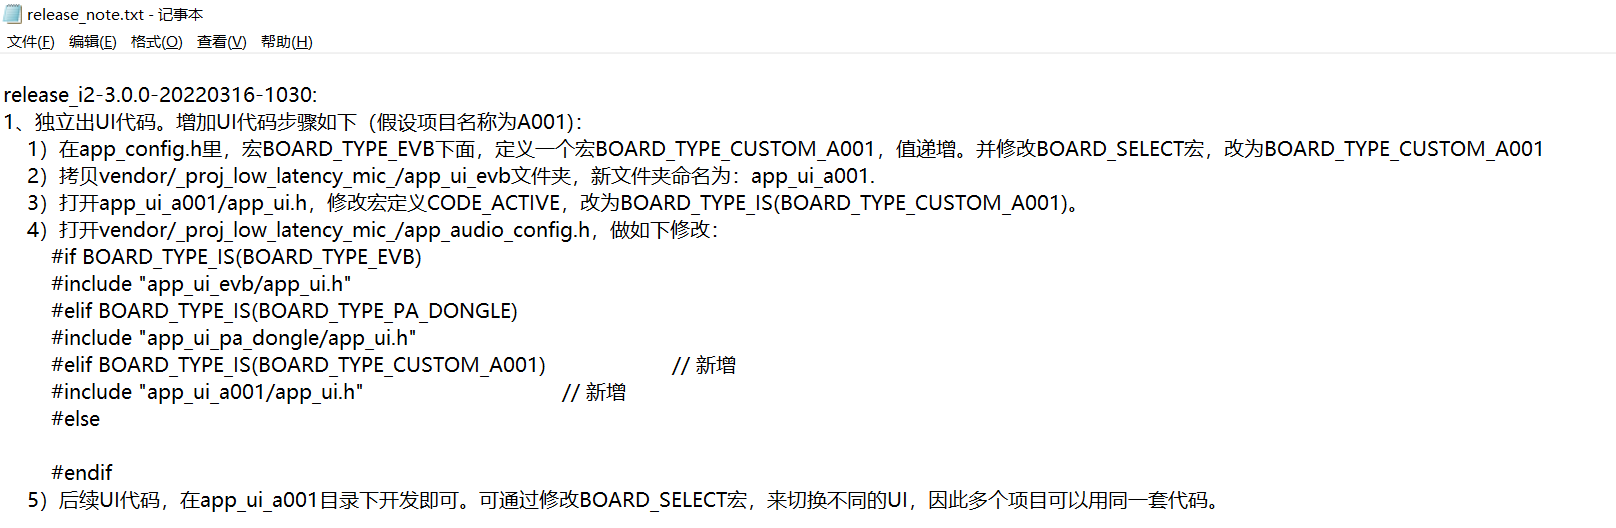 release_note.txt - 记事本
文件(F) 编辑(E) 格式(O) 查看(V) 帮助(H)
release_i2-3.0.0-20220316-1030:
1、独立出UI代码。增加UI代码步骤如下（假设项目名称为A001）：
1）在app_config.h里，宏BOARD_TYPE_EVB下面，定义一个宏BOARD_TYPE_CUSTOM_A001，值递增。并修改BOARD_SELECT宏，改为BOARD_TYPE_CUSTOM_A001
2）拷贝vendor/_proj_low_latency_mic_/app_ui_evb文件夹，新文件夹命名为：app_ui_a001.
3）打开app_ui_a001/app_ui.h，修改宏定义CODE_ACTIVE，改为BOARD_TYPE_IS(BOARD_TYPE_CUSTOM_A001)。
4）打开vendor/_proj_low_latency_mic_/app_audio_config.h，做如下修改：
#if BOARD_TYPE_IS(BOARD_TYPE_EVB)
#include "app_ui_evb/app_ui.h"
#elif BOARD_TYPE_IS(BOARD_TYPE_PA_DONGLE)
#include "app_ui_pa_dongle/app_ui.h"
#elif BOARD_TYPE_IS(BOARD_TYPE_CUSTOM_A001) // 新增
#include "app_ui_a001/app_ui.h" // 新增
#else
#endif
5）后续UI代码，在app_ui_a001目录下开发即可。可通过修改BOARD_SELECT宏，来切换不同的UI，因此多个项目可以用同一套代码。